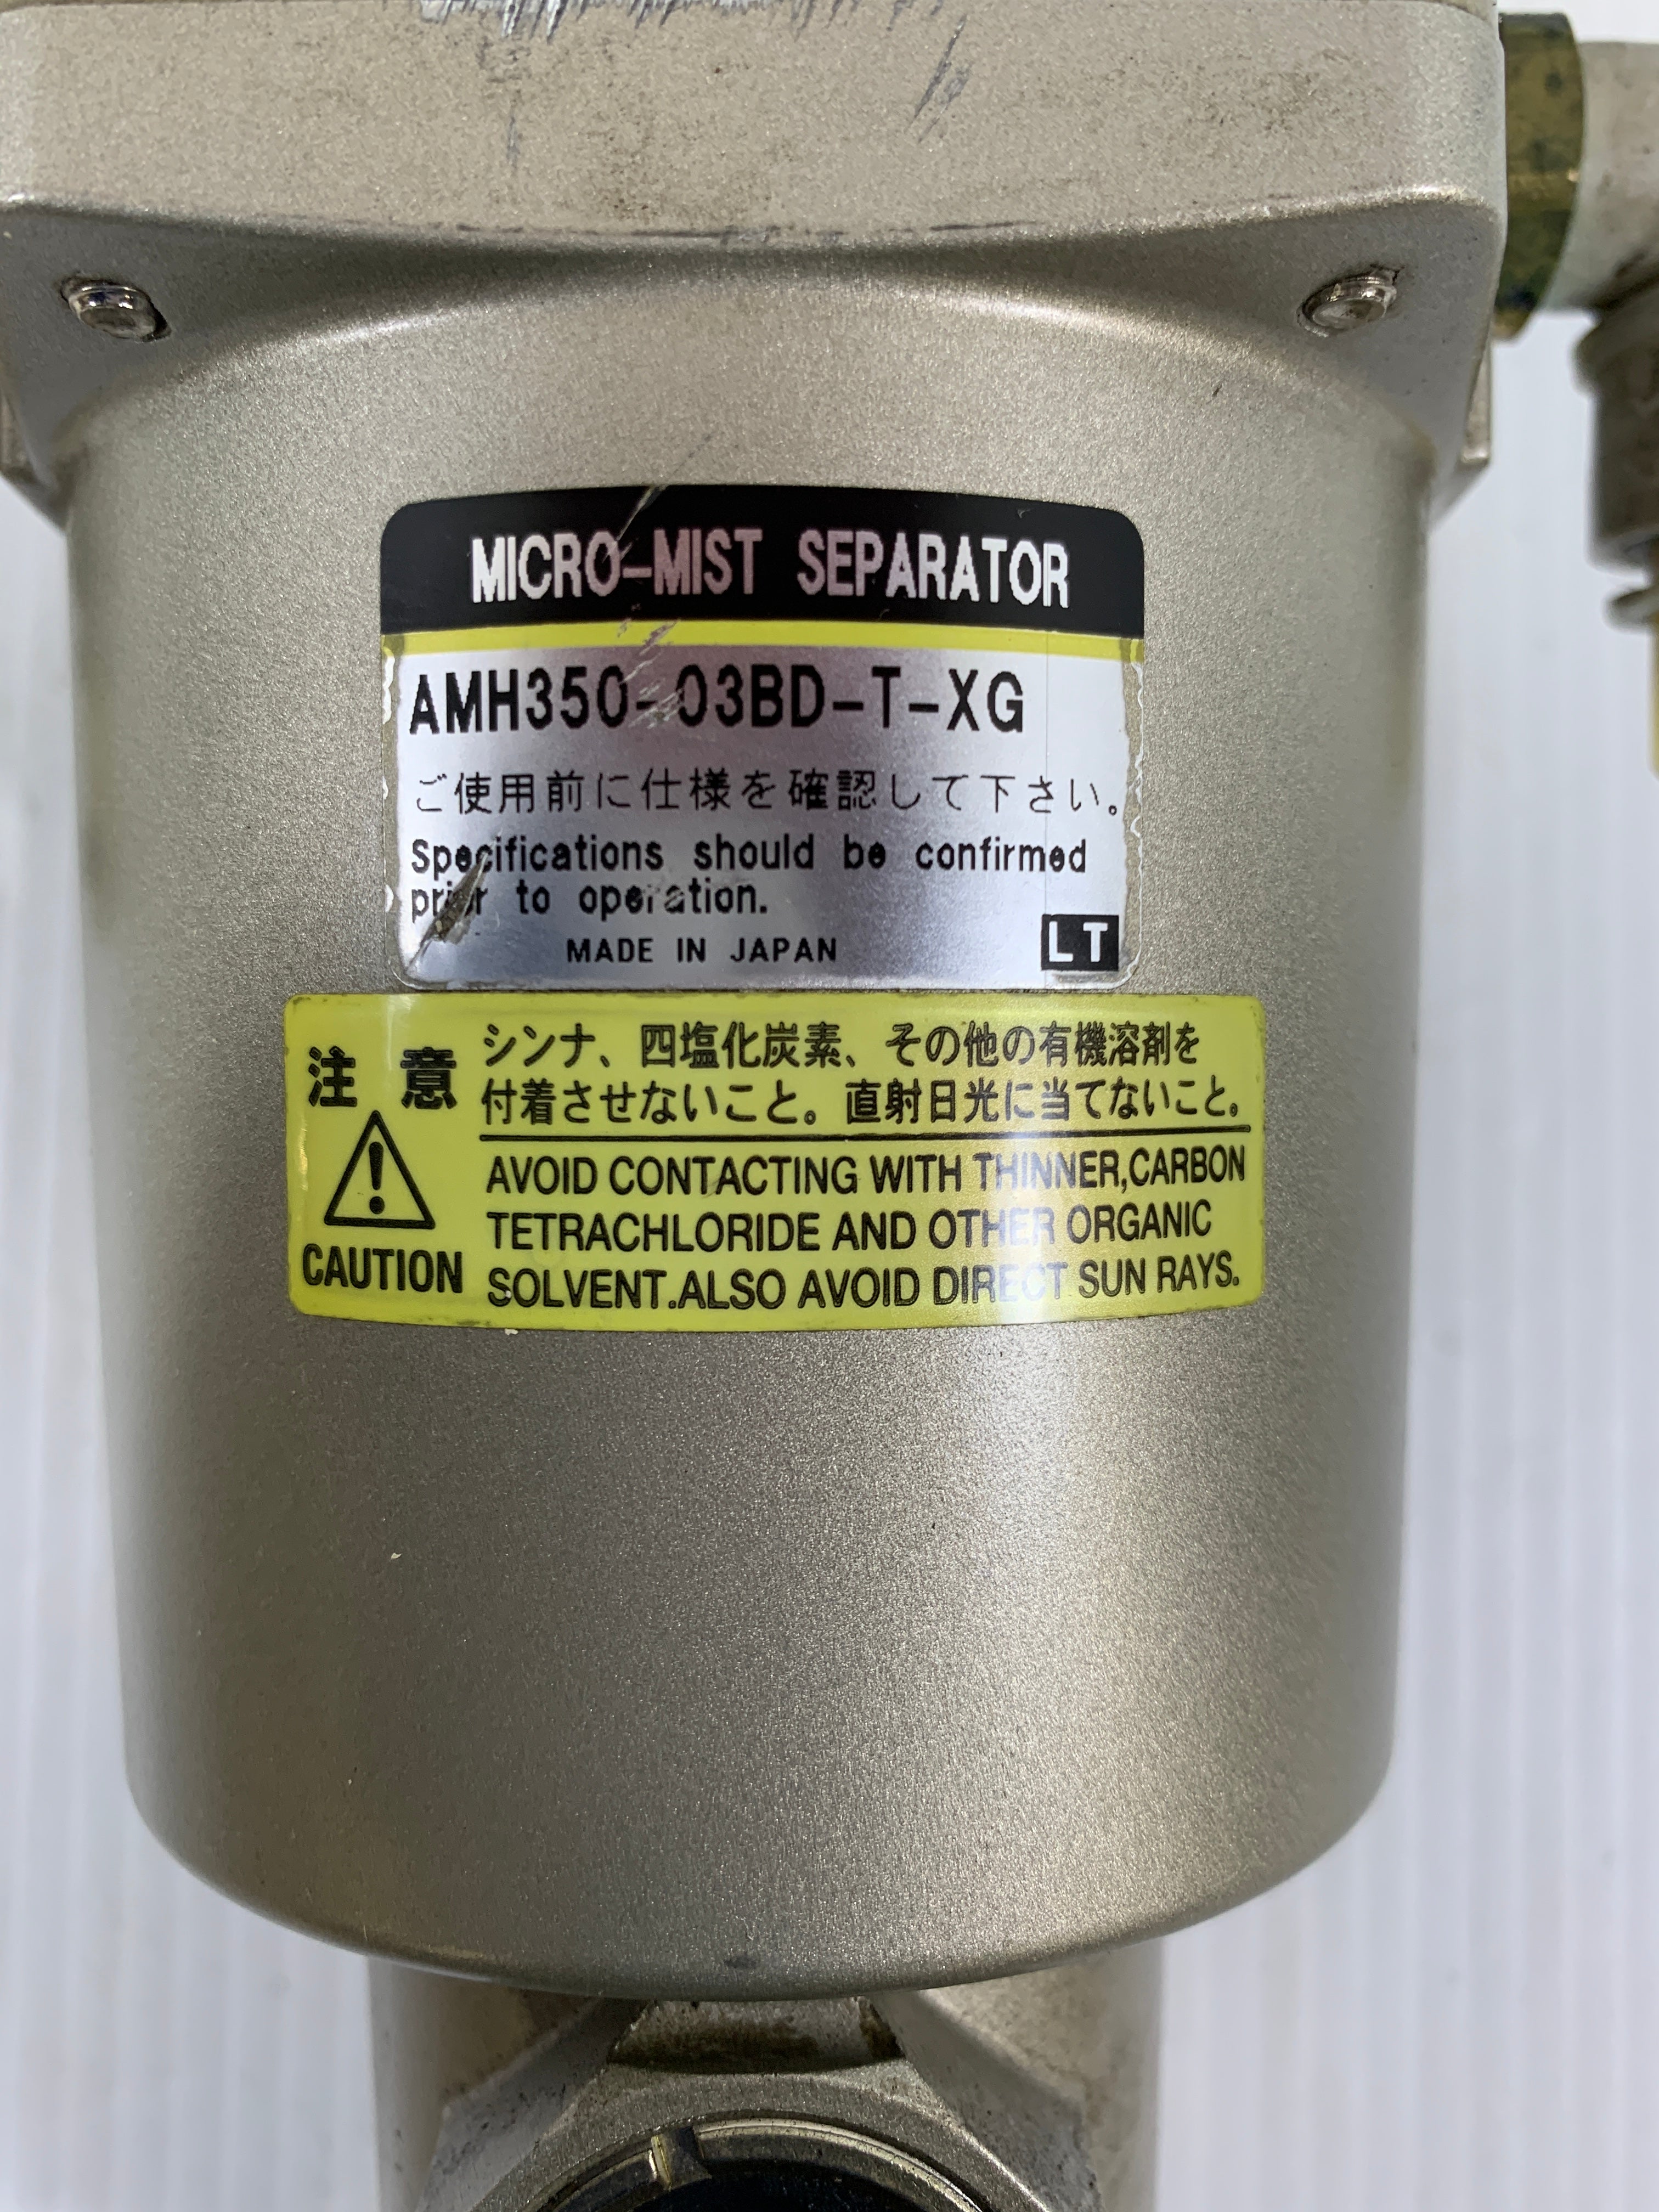 MICRO-MIST SEPARATOR
AMH350-03BD-T-XG
ご使用前に仕様を確認して下さい。
Specifications should be confirmed
prior to operation.
MADE IN JAPAN
LT
注 意
シンナ、四塩化炭素、その他の有機溶剤を
付着させないこと。直射日光に当てないこと。
CAUTION
AVOID CONTACTING WITH THINNER,CARBON
TETRACHLORIDE AND OTHER ORGANIC
SOLVENT.ALSO AVOID DIRECT SUN RAYS.